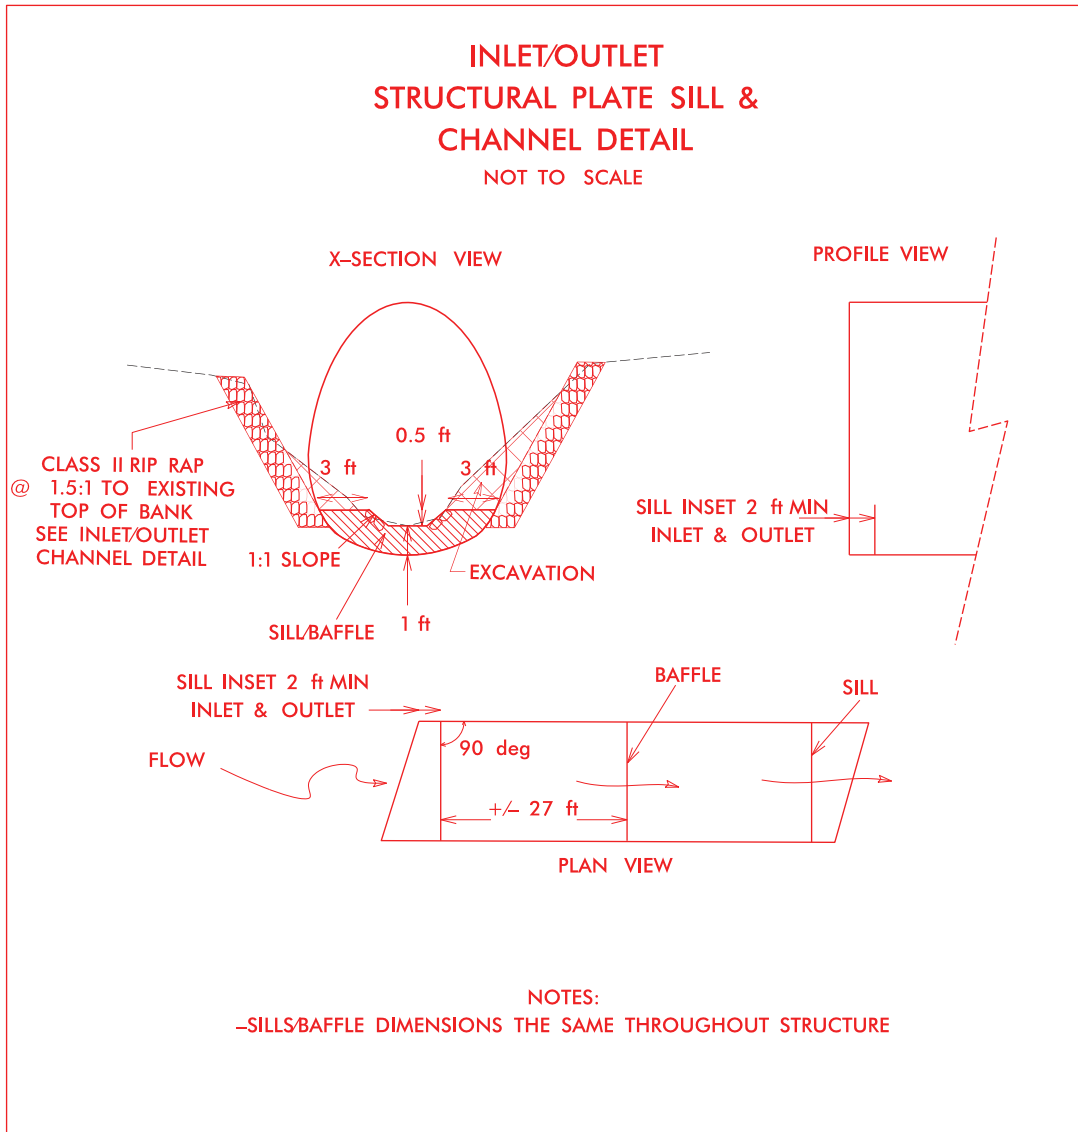 INLET/OUTLET
STRUCTURAL PLATE SILL &
CHANNEL DETAIL
NOT TO SCALE
X–SECTION VIEW
PROFILE VIEW
0.5 ft
3 ft
3 ft
CLASS II RIP RAP
@ 1.5:1 TO EXISTING
TOP OF BANK
SEE INLET/OUTLET
CHANNEL DETAIL
1:1 SLOPE
EXCAVATION
SILL/BAFFLE
1 ft
SILL INSET 2 ft MIN
INLET & OUTLET
SILL INSET 2 ft MIN
INLET & OUTLET
BAFFLE
SILL
FLOW
90 deg
+/– 27 ft
PLAN VIEW
NOTES:
–SILLS/BAFFLE DIMENSIONS THE SAME THROUGHOUT STRUCTURE